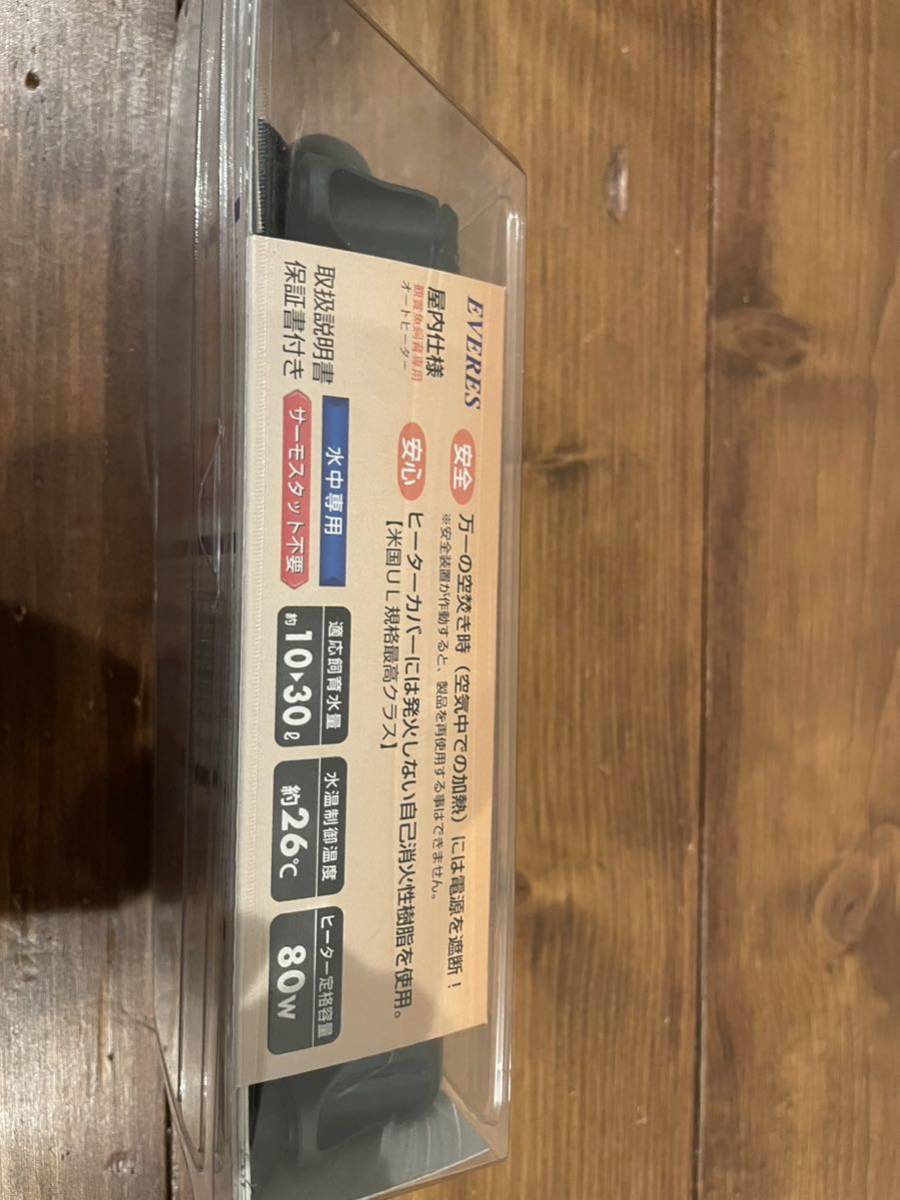 EVERES
屋内仕様
観賞魚飼育専用
オートヒーター
取扱説明書
保証書付き
安全
万一の空焚き時（空気中での加熱）には電源を遮断！
※安全装置が作動すると、製品を再使用する事はできません。
安心
ヒーターカバーには発火しない自己消火性樹脂を使用。
【米国UL規格最高クラス】
水中専用
サーモスタット不要
適応飼育水量
約10▶30ℓ
水温制御温度
約26℃
ヒーター定格容量
80W